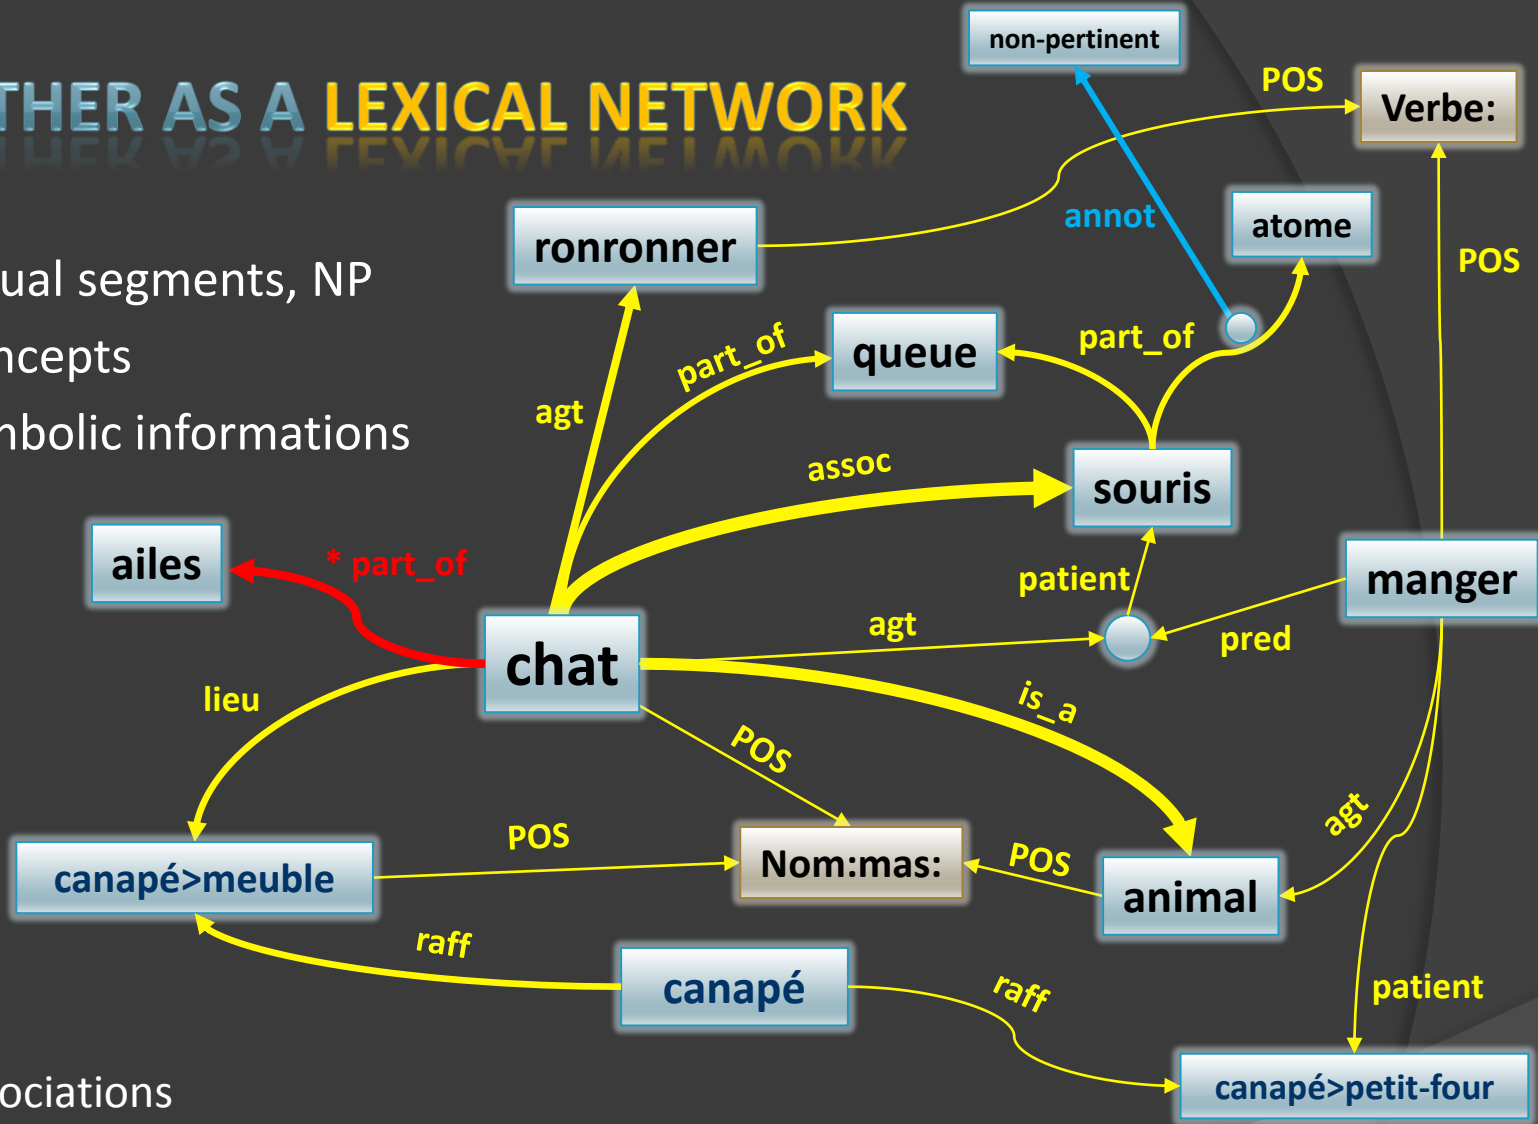 non-pertinent
THER AS A LEXICAL NETWORK
POS
Verbe:
annot
atome
ronronner
POS
ual segments, NP
part_of
queue
part_of
ncepts
agt
mbolic informations
assoc
souris
ailes
* part_of
patient
manger
agt
pred
chat
lieu
is_a
POS
agt
POS
Nom:mas:
POS
canapé>meuble
animal
raff
canapé
raff
patient
ociations
canapé>petit-four